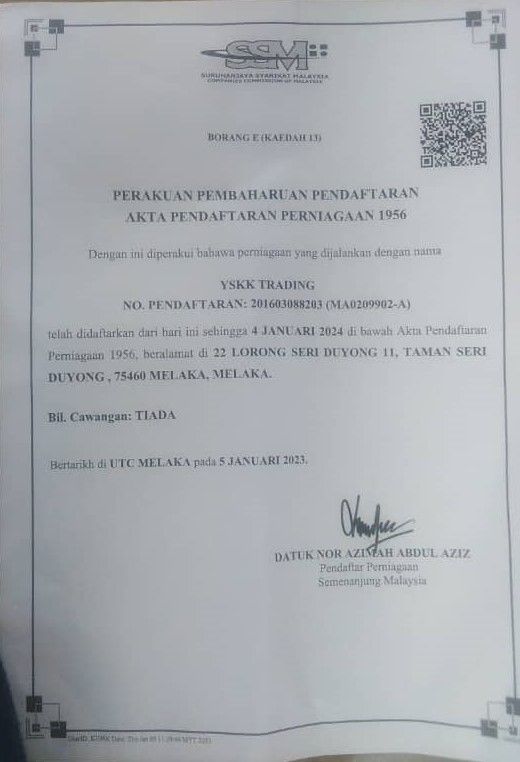 SSM
SURUHANJAYA SYARIKAT MALAYSIA
COMPANIES COMMISSION OF MALAYSIA
BORANG E (KAEDAH 13)
PERAKUAN PEMBAHARUAN PENDAFTARAN
AKTA PENDAFTARAN PERNIAGAAN 1956
Dengan ini diperakui bahawa perniagaan yang dijalankan dengan nama
YSKK TRADING
NO. PENDAFTARAN: 201603088203 (MA0209902-A)
telah didaftarkan dari hari ini sehingga 4 JANUARI 2024 di bawah Akta Pendaftaran
Perniagaan 1956, beralamat di 22 LORONG SERI DUYONG 11, TAMAN SERI
DUYONG , 75460 MELAKA, MELAKA.
Bil. Cawangan: TIADA
Bertarikh di UTC MELAKA pada 5 JANUARI 2023.
DATUK NOR AZIMAH ABDUL AZIZ
Pendaftar Perniagaan
Semenanjung Malaysia